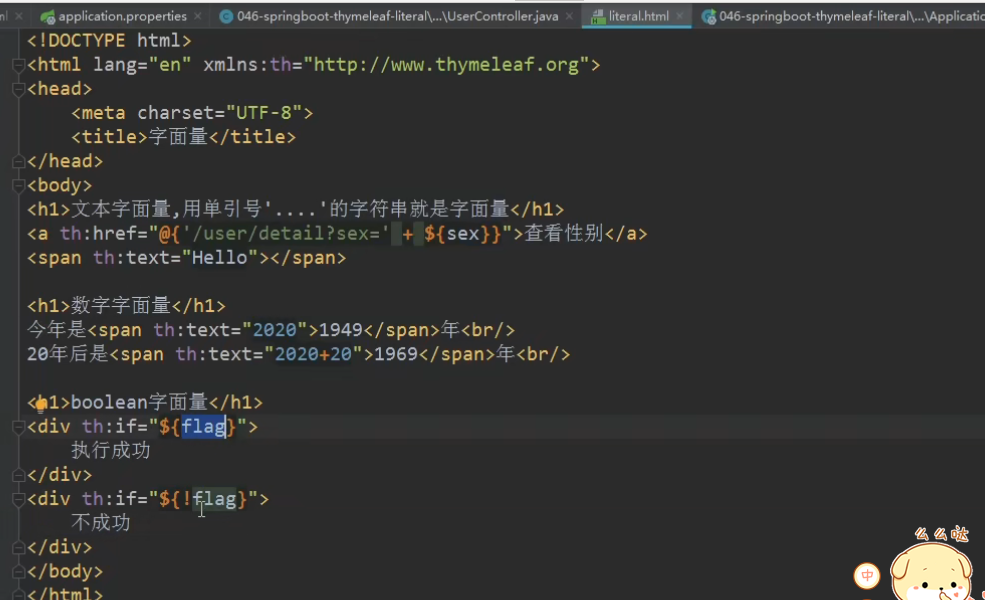 application.properties 046-springboot-thymeleaf-literal\...\UserController.java literal.html 046-springboot-thymeleaf-literal\...\Applicatio
<!DOCTYPE html>
<html lang="en" xmlns:th="http://www.thymeleaf.org">
<head>
    <meta charset="UTF-8">
    <title>字面量</title>
</head>
<body>
<h1>文本字面量,用单引号'....'的字符串就是字面量</h1>
<a th:href="@{'/user/detail?sex=' + ${sex}}">查看性别</a>
<span th:text="Hello"></span>
<h1>数字字面量</h1>
今年是<span th:text="2020">1949</span>年<br/>
20年后是<span th:text="2020+20">1969</span>年<br/>
<h1>boolean字面量</h1>
<div th:if="${flag}">
    执行成功
</div>
<div th:if="${!flag}">
    不成功
</div>
</body>
</html>
么么哒
中